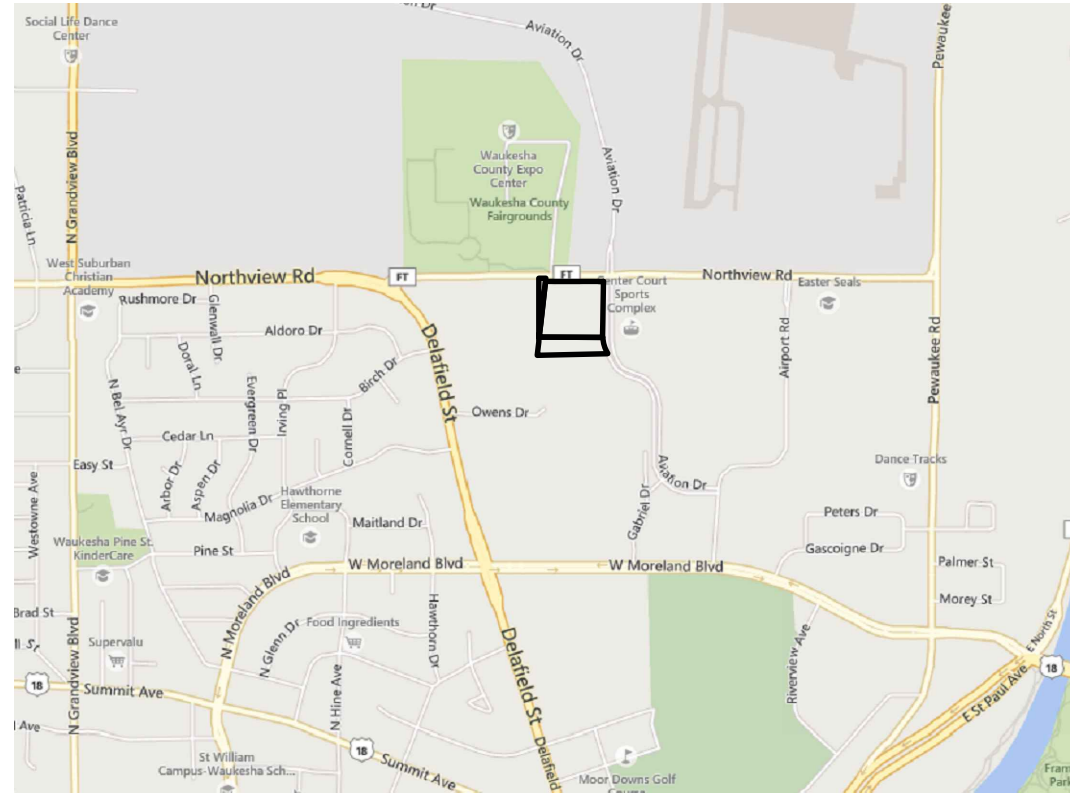 Social Life Dance
Center
Aviation Dr
Pewaukee
N Grandview Blvd
Waukesha
County Expo
Center
Waukesha County
Fairgrounds
Aviation Dr
Patricia Ln
West Suburban
Christian
Academy
Northview Rd
FT
FT
Northview Rd
Center Court
Sports
Complex
Easter Seals
Rushmore Dr
Glenwall Dr
Aldoro Dr
Doral Ln
Birch Dr
Delafield St
Airport Rd
Pewaukee Rd
N Bel Ayr Dr
Evergreen Dr
Irving Pl
Cornell Dr
Owens Dr
Cedar Ln
Easy St
Arbor Dr
Aspen Dr
Magnolia Dr
Hawthorne
Elementary
School
Maitland Dr
Westowne Ave
Aviation Dr
Gabriel Dr
Dance Tracks
Peters Dr
Gascoigne Dr
Waukesha Pine St.
KinderCare
Pine St
W Moreland Blvd
W Moreland Blvd
Palmer St
Morey St
Brad St
Supervalu
N Moreland Blvd
N Glenn Dr
Food Ingredients
Hawthorn Dr
N Grandview Blvd
18
Summit Ave
N Hine Ave
Delafield St
Riverview Ave
E North St
18
E St Paul Ave
Ave
St William
Campus-Waukesha Sch...
18
Summit Ave
Delafield
Moor Downs Golf
Fram
Park